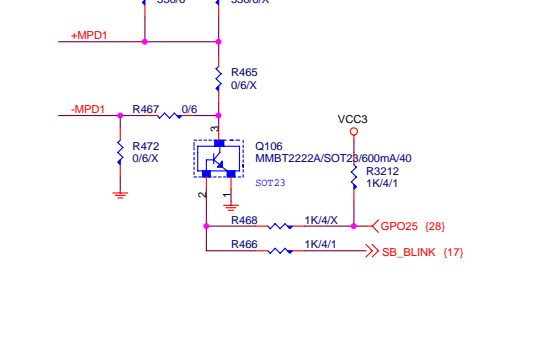 +MPD1
R465
0/6/X
-MPD1
R467
0/6
3
VCC3
R472
0/6/X
Q106
MMBT2222A/SOT23/600mA/40
SOT23
R3212
1K/4/1
2
1
R468
1K/4/X
GPO25 {28}
R466
1K/4/1
SB_BLINK {17}